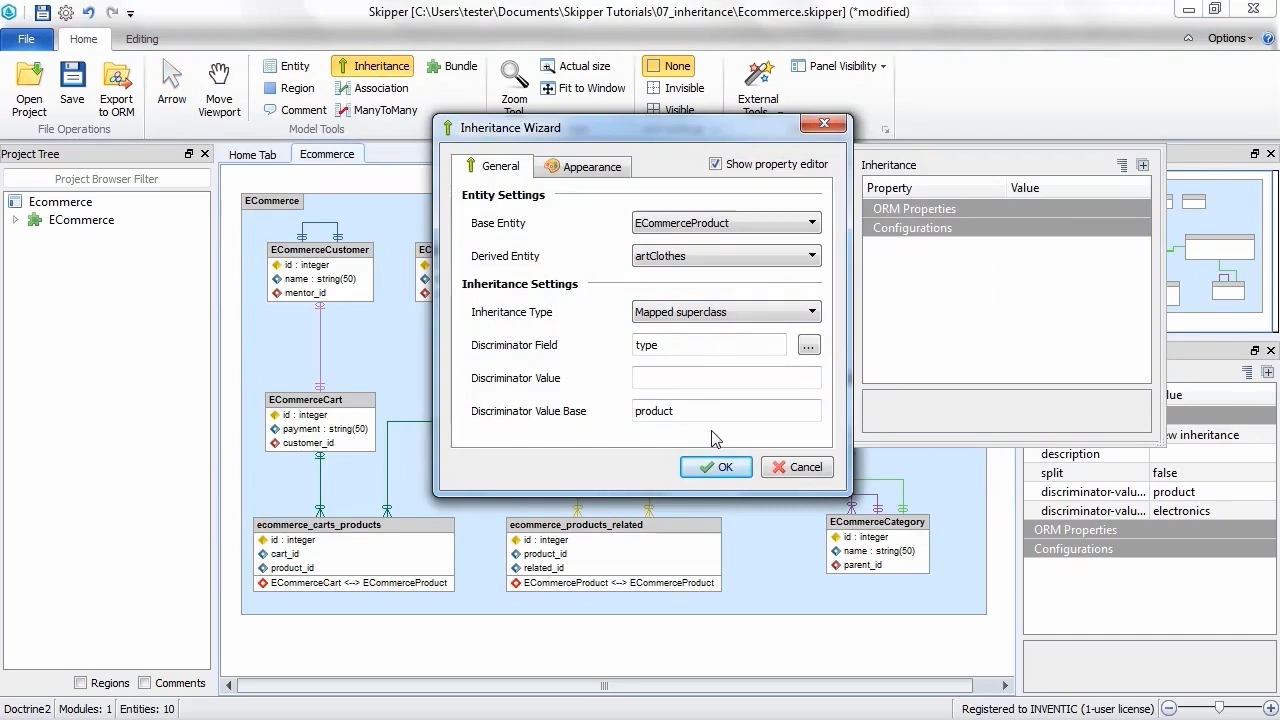 Skipper [C:\Users\teter\Documents\Skipper Tutorials\07_inheritance\Ecommerce.skipper] (*modified)
File
Home
Editing
Options
Open Project
Save
Export to ORM
File Operations
Arrow
Move Viewport
Entity
Region
Comment
Inheritance
Association
ManyToMany
Bundle
Model Tools
Zoom Tool
Actual size
Fit to Window
None
Invisible
Visible
External Tools
Panel Visibility
Project Tree
Project Browser Filter
ECommerce
ECommerce
Regions
Comments
Home Tab
Ecommerce
ECommerce
ECommerceCustomer
id : integer
name : string(50)
mentor_id
ECommerceCart
id : integer
payment : string(50)
customer_id
ecommerce_carts_products
id : integer
cart_id
product_id
ECommerceCart <--> ECommerceProduct
ecommerce_products_related
id : integer
product_id
related_id
ECommerceProduct <--> ECommerceProduct
ECommerceCategory
id : integer
name : string(50)
parent_id
Inheritance Wizard
General
Appearance
Show property editor
Entity Settings
Base Entity
ECommerceProduct
Derived Entity
artClothes
Inheritance Settings
Inheritance Type
Mapped superclass
Discriminator Field
type
...
Discriminator Value
Discriminator Value Base
product
OK
Cancel
Inheritance
Property
Value
ORM Properties
Configurations
lue
ew inheritance
description
split
false
discriminator-valu...
product
discriminator-valu...
electronics
ORM Properties
Configurations
Doctrine2
Modules: 1
Entities: 10
Registered to INVENTIC (1-user license)